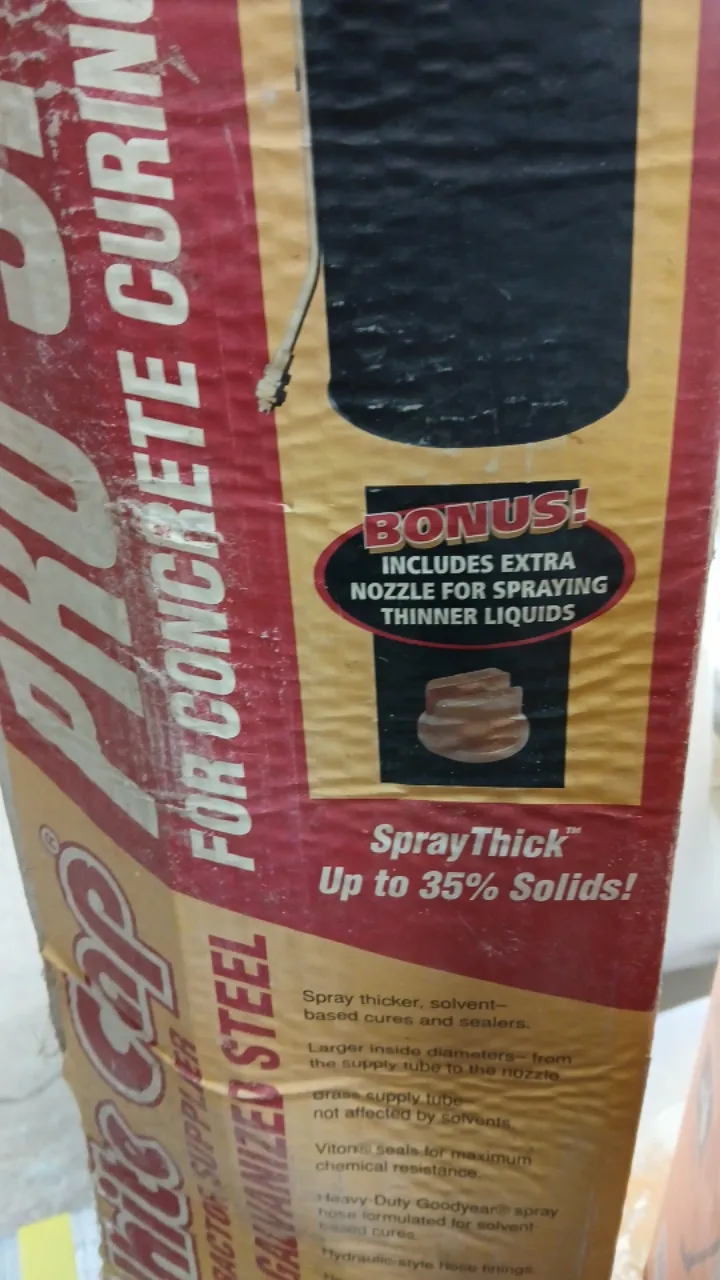 PRO
FOR CONCRETE CURING
BONUS!
INCLUDES EXTRA
NOZZLE FOR SPRAYING
THINNER LIQUIDS
SprayThick™
Up to 35% Solids!
Cap®
SUPPLIER
GALVANIZED STEEL
Spray thicker, solvent–
based cures and sealers.
Larger inside diameters– from
the supply tube to the nozzle
Brass supply tube–
not affected by solvents.
Viton® seals for maximum
chemical resistance.
Heavy-Duty Goodyear® spray
hose formulated for solvent-
based cures.
Hydraulic-style hose fittings.